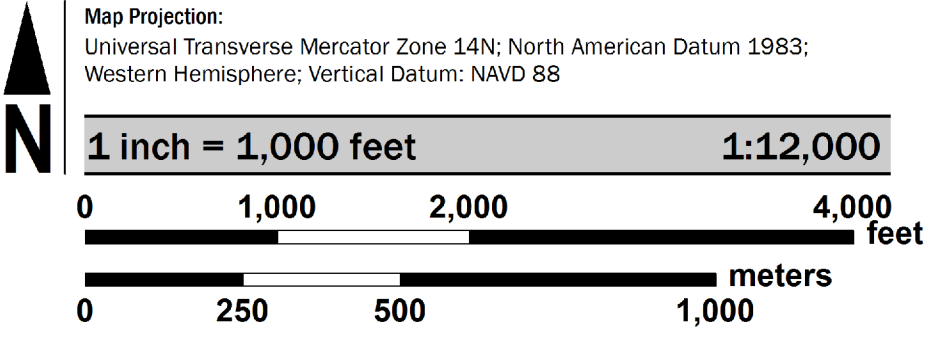 Map Projection:
Universal Transverse Mercator Zone 14N; North American Datum 1983;
Western Hemisphere; Vertical Datum: NAVD 88
N
1 inch = 1,000 feet 1:12,000
0 1,000 2,000 4,000
feet
meters
0 250 500 1,000